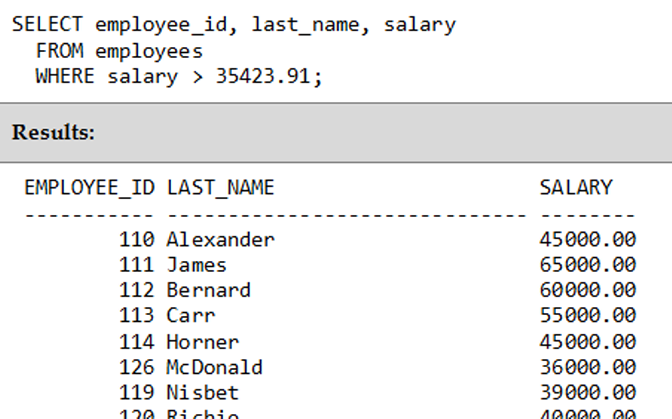 SELECT employee_id, last_name, salary
FROM employees
WHERE salary > 35423.91;
Results:
EMPLOYEE_ID LAST_NAME SALARY
----------- ------------------------------ --------
110 Alexander 45000.00
111 James 65000.00
112 Bernard 60000.00
113 Carr 55000.00
114 Horner 45000.00
126 McDonald 36000.00
119 Nisbet 39000.00
120 Richie 40000.00